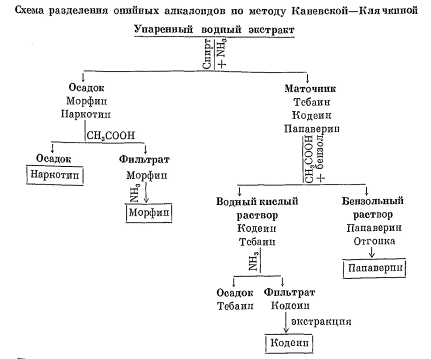 Схема разделения опийных алкалоидов по методу Каневской—Клячкиной
Упаренный водный экстракт
Спирт
+ NH3
Осадок
Морфин
Наркотин
Маточник
Тебаин
Кодеин
Папаверин
CH3COOH
CH3COOH
+ бензол
Осадок
Наркотин
Фильтрат
Морфин
NH3
Морфин
Водный кислый
раствор
Кодеин
Тебаин
Бензольный
раствор
Папаверин
Отгонка
Папаверин
NH3
Осадок
Тебаин
Фильтрат
Кодеин
экстракция
Кодеин